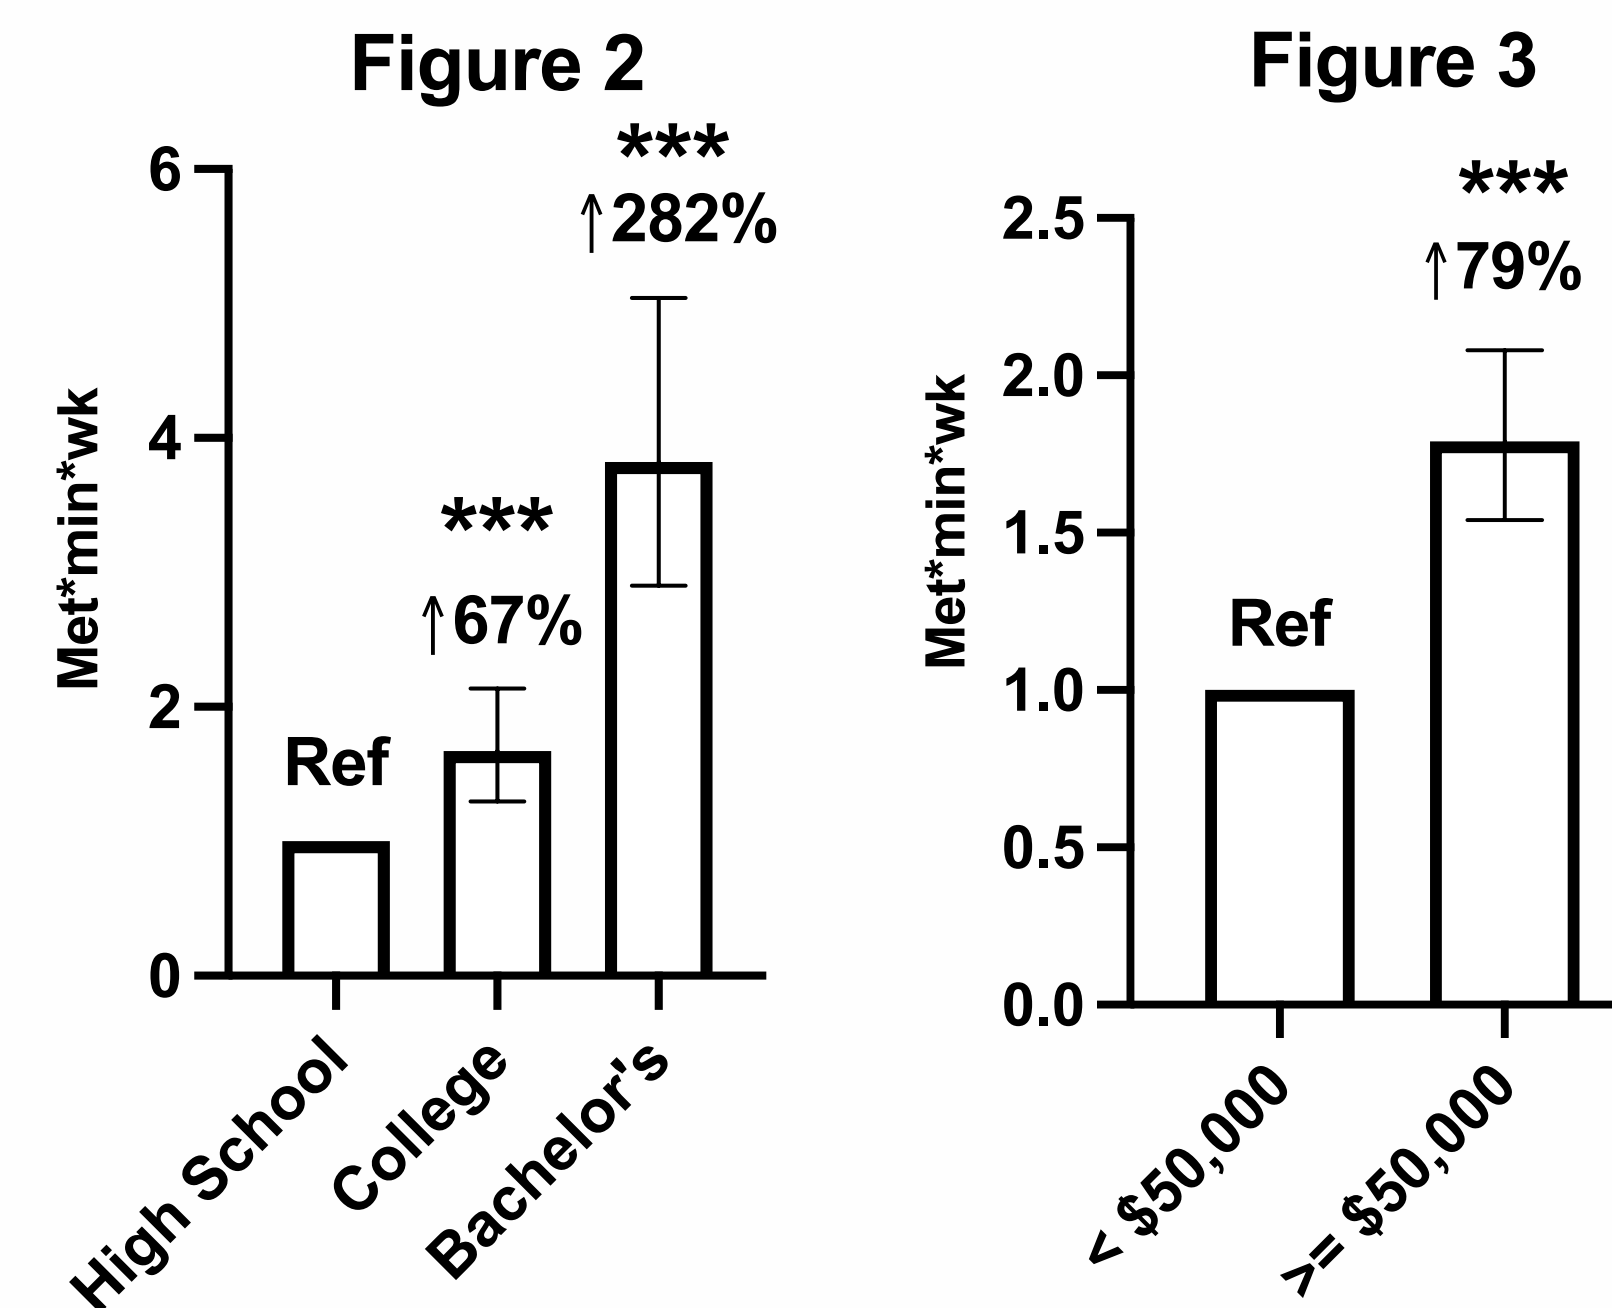 Figure 2
***
↑282%
***
↑67%
Ref
6
4
2
0
Met*min*wk
High School
College
Bachelor's
Figure 3
***
↑79%
Ref
2.5
2.0
1.5
1.0
0.5
0.0
Met*min*wk
< $50,000
>= $50,000